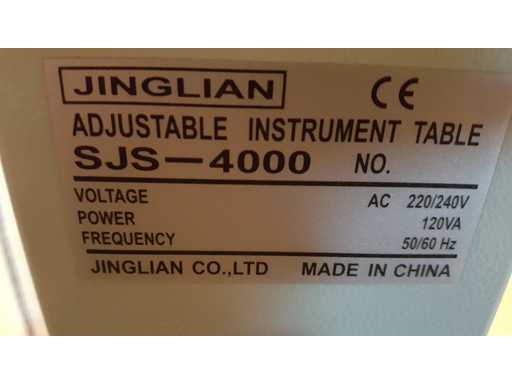 JINGLIAN
CE
ADJUSTABLE INSTRUMENT TABLE
SJS-4000 NO.
VOLTAGE AC 220/240V
POWER 120VA
FREQUENCY 50/60 Hz
JINGLIAN CO.,LTD MADE IN CHINA